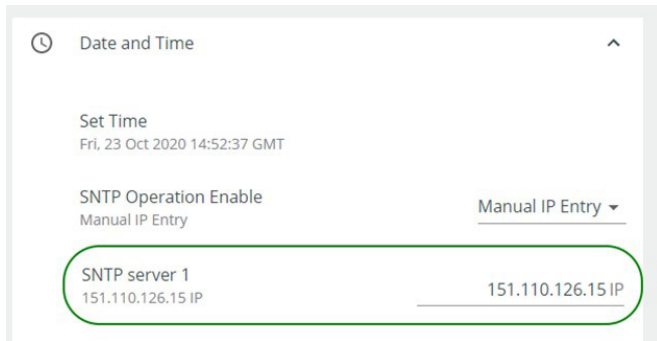 Date and Time
Set Time
Fri, 23 Oct 2020 14:52:37 GMT
SNTP Operation Enable
Manual IP Entry
Manual IP Entry
SNTP server 1
151.110.126.15 IP
151.110.126.15 IP